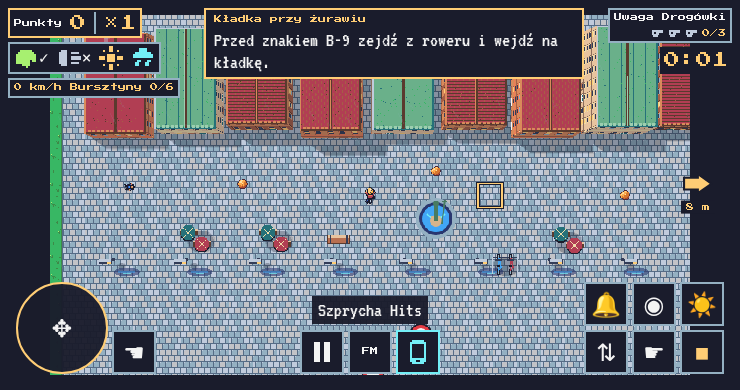 Punkty 0 ×1
Kładka przy żurawiu
Przed znakiem B-9 zejdź z roweru i wejdź na
kładkę.
Uwaga Drogówki
0/3
0:01
0 km/h Bursztyny 0/6
8 m
Szprycha Hits
FM